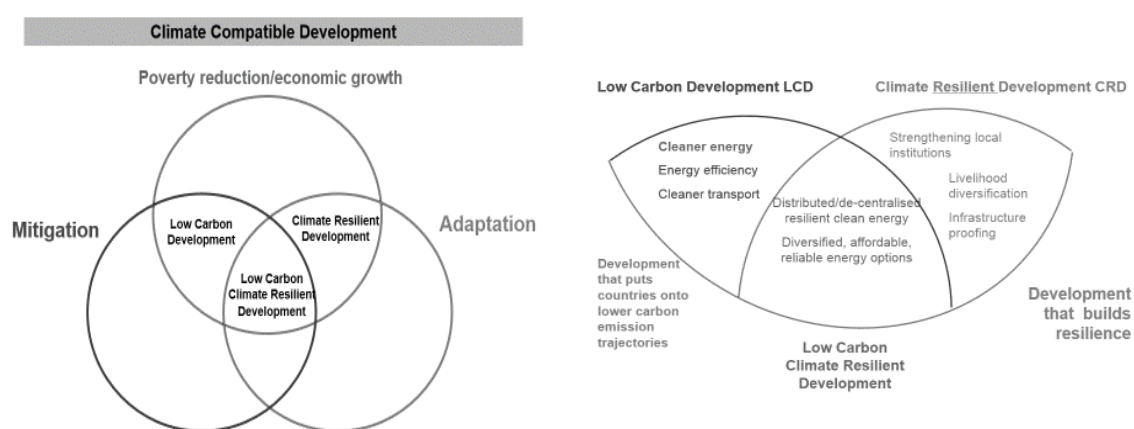 Climate Compatible Development
Poverty reduction/economic growth
Mitigation
Low Carbon
Development
Climate Resilient
Development
Adaptation
Low Carbon
Climate Resilient
Development
Low Carbon Development LCD
Climate Resilient Development CRD
Cleaner energy
Energy efficiency
Cleaner transport
Strengthening local
institutions
Livelihood
diversification
Infrastructure
proofing
Distributed/de-centralised
resilient clean energy
Diversified, affordable,
reliable energy options
Development
that puts
countries onto
lower carbon
emission
trajectories
Development
that builds
resilience
Low Carbon
Climate Resilient
Development